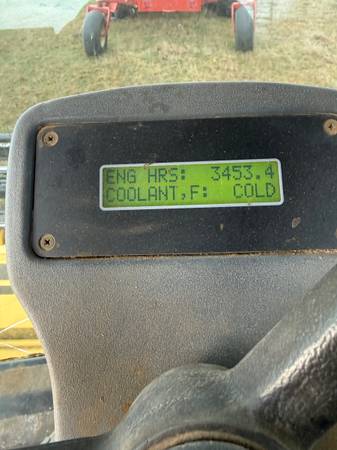 ENG HRS: 3453.4
COOLANT,F: COLD